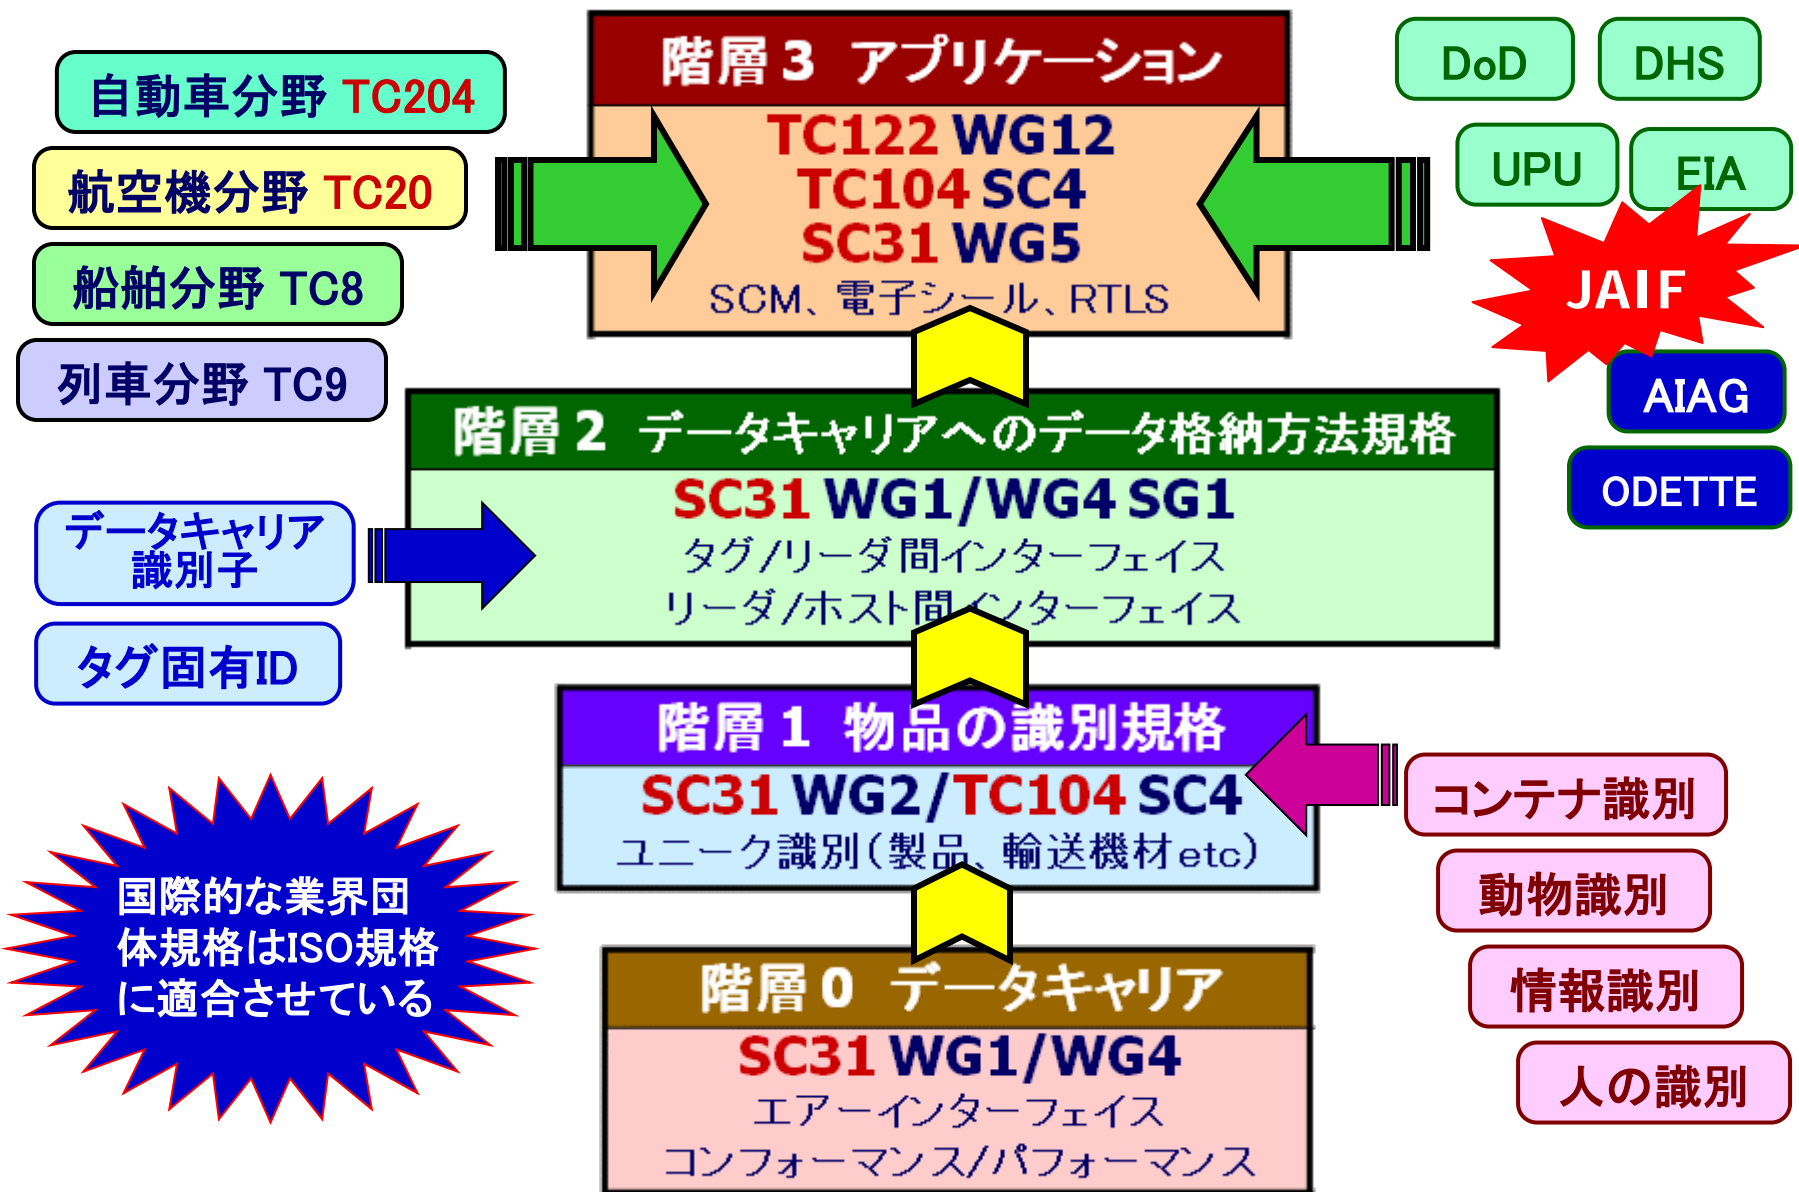 階層3 アプリケーション
TC122 WG12
TC104 SC4
SC31 WG5
SCM、電子シール、RTLS
自動車分野 TC204
航空機分野 TC20
船舶分野 TC8
列車分野 TC9
DoD
DHS
UPU
EIA
JAIF
AIAG
ODETTE
階層2 データキャリアへのデータ格納方法規格
SC31 WG1/WG4 SG1
タグ/リーダ間インターフェイス
リーダ/ホスト間インターフェイス
データキャリア
識別子
タグ固有ID
階層1 物品の識別規格
SC31 WG2/TC104 SC4
ユニーク識別(製品、輸送機材etc)
コンテナ識別
動物識別
情報識別
人の識別
国際的な業界団
体規格はISO規格
に適合させている
階層0 データキャリア
SC31 WG1/WG4
エアーインターフェイス
コンフォーマンス/パフォーマンス